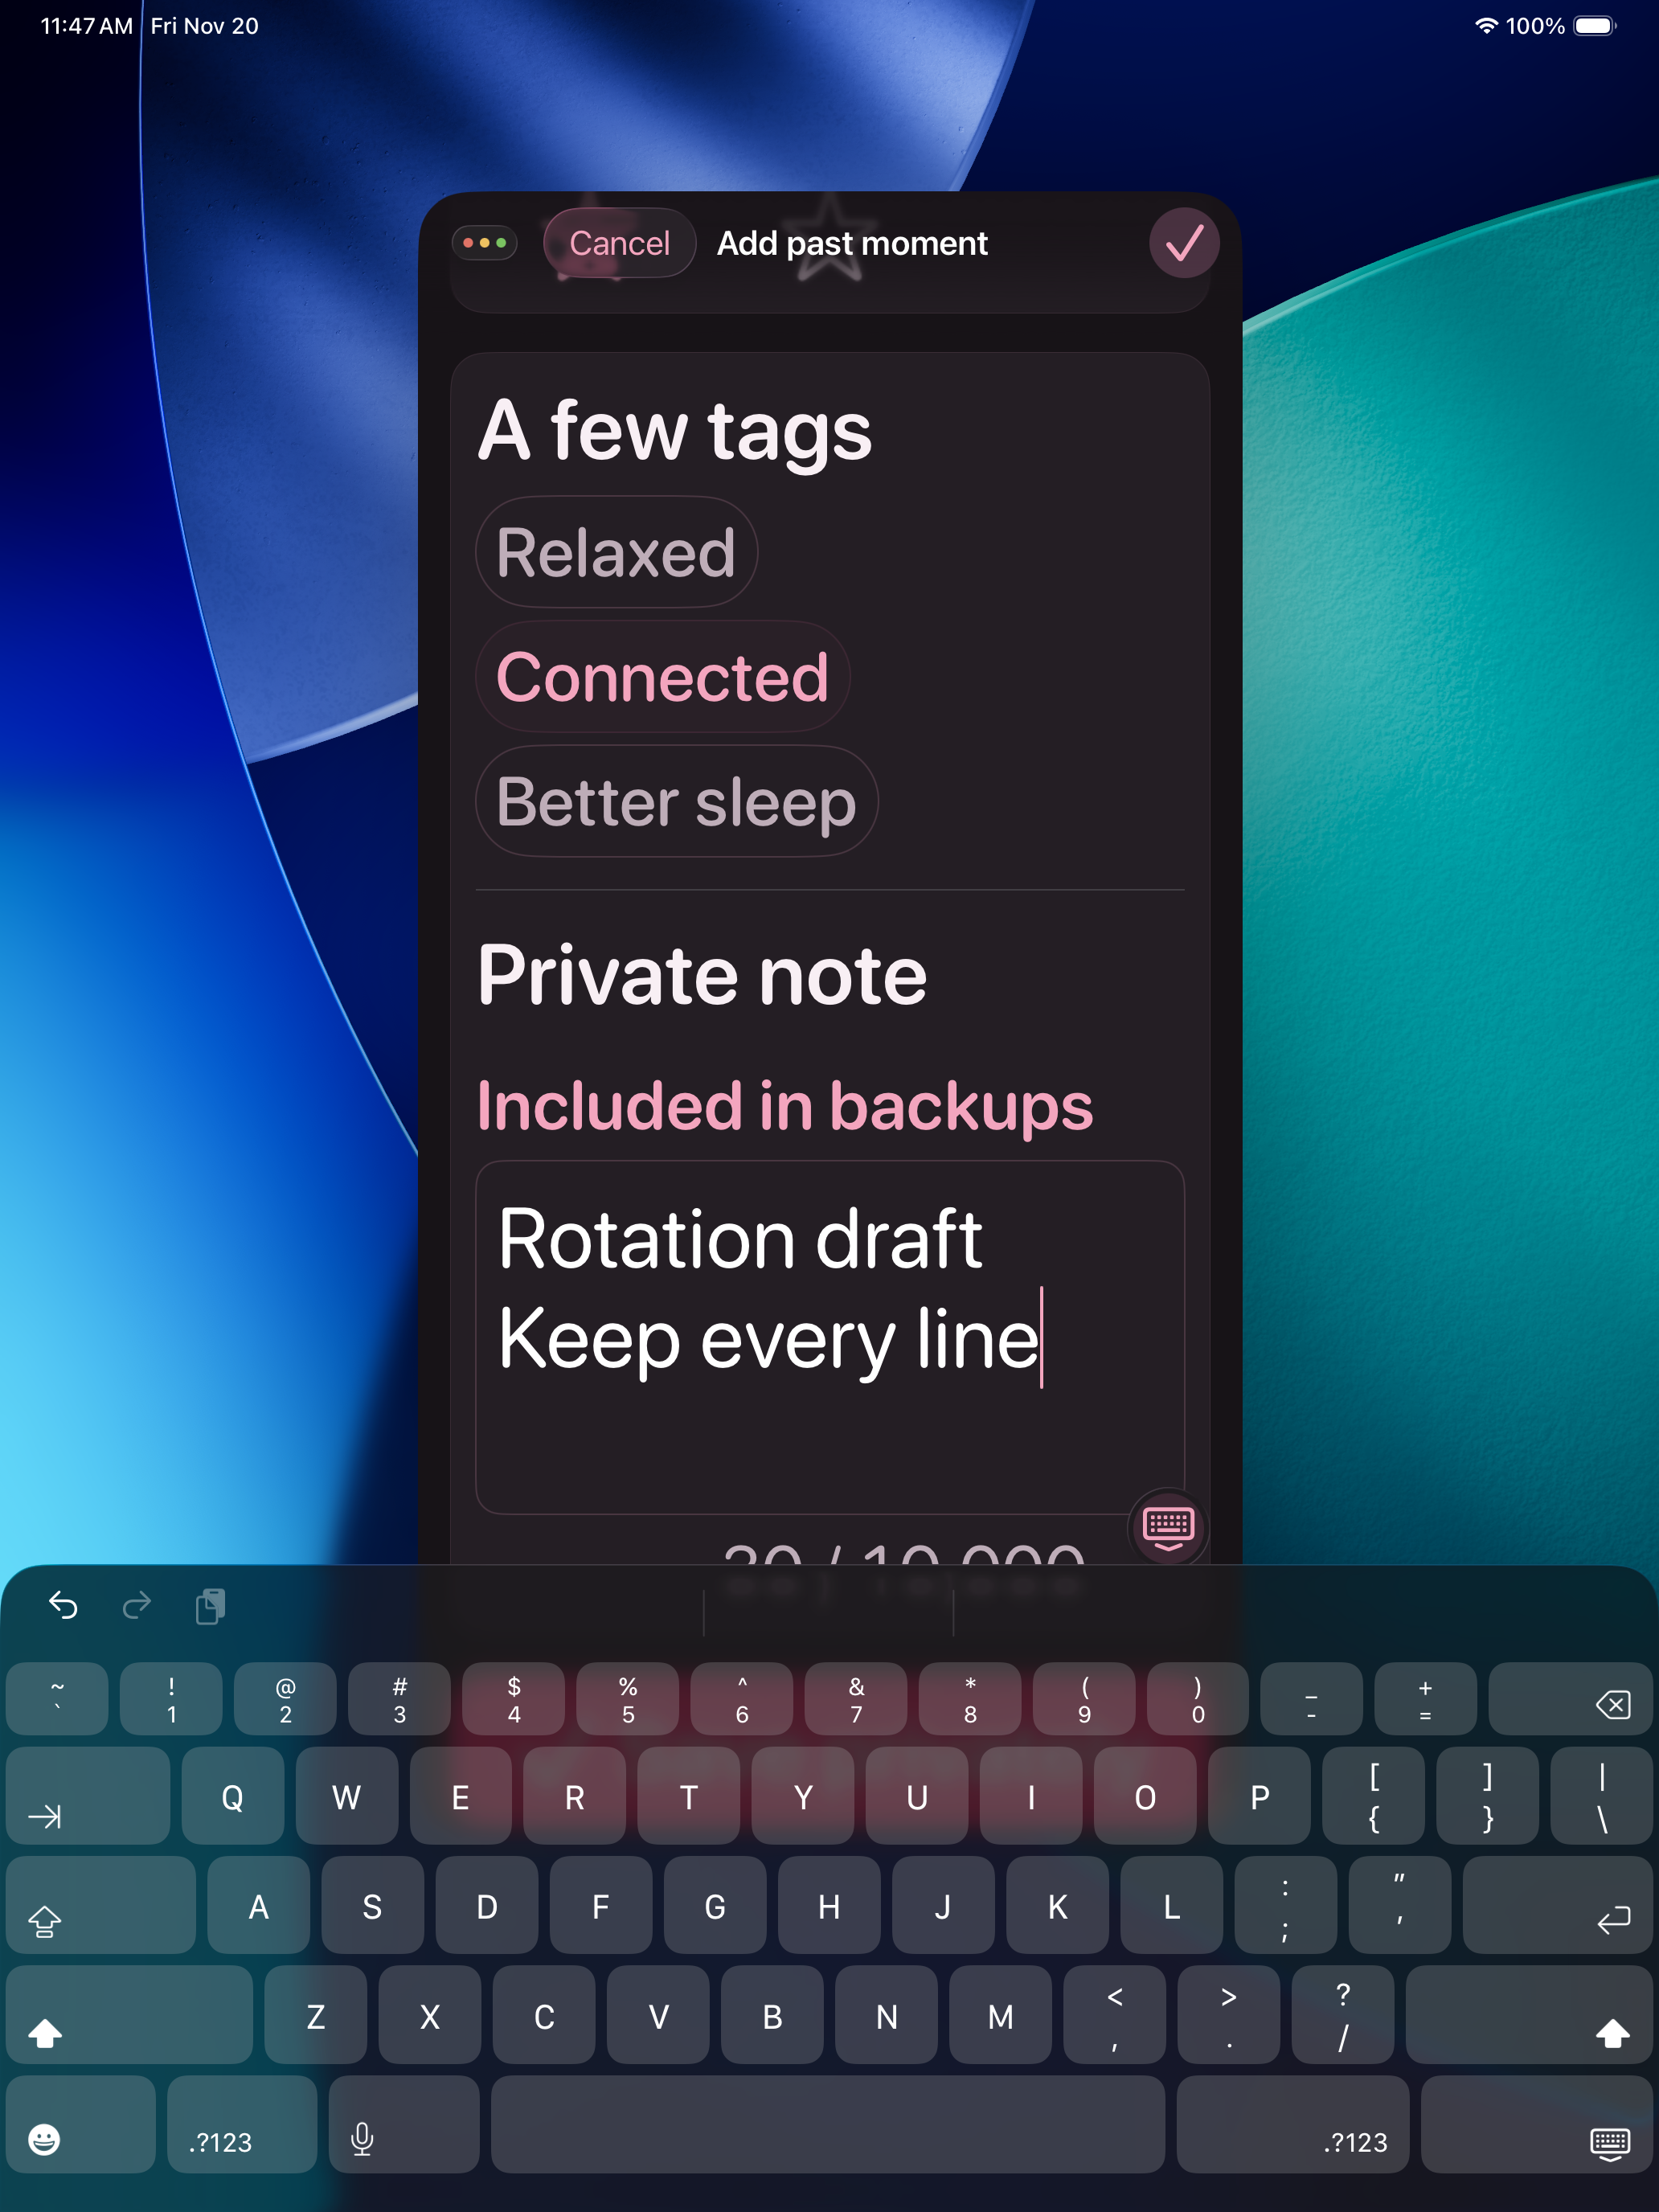 11:47 AM Fri Nov 20
100%
Cancel Add past moment
A few tags
Relaxed
Connected
Better sleep
Private note
Included in backups
Rotation draft
Keep every line
~ ! @ # $ % ^ & * ( ) _ +
` 1 2 3 4 5 6 7 8 9 0 - =
Q W E R T Y U I O P [ ] |
{ } \
A S D F G H J K L : "
; '
Z X C V B N M < > ?
, . /
.?123 .?123